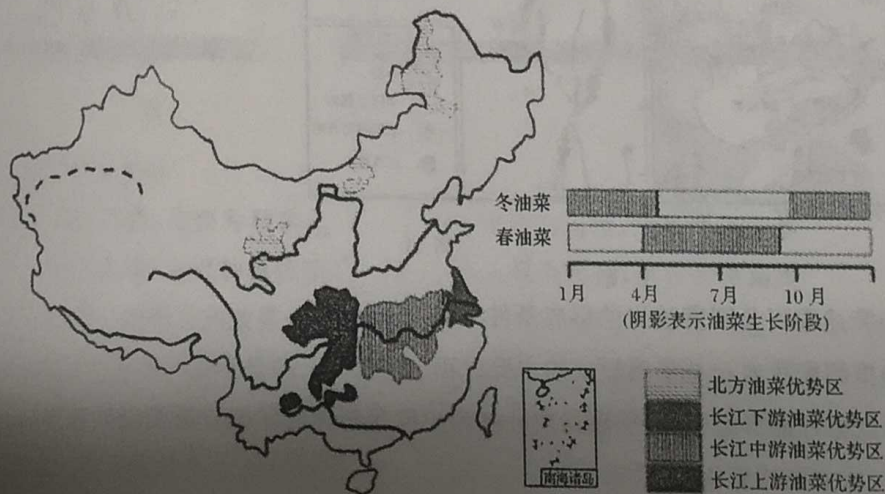 冬油菜
春油菜
1月 4月 7月 10月
(阴影表示油菜生长阶段)
北方油菜优势区
长江下游油菜优势区
长江中游油菜优势区
长江上游油菜优势区
南海诸岛